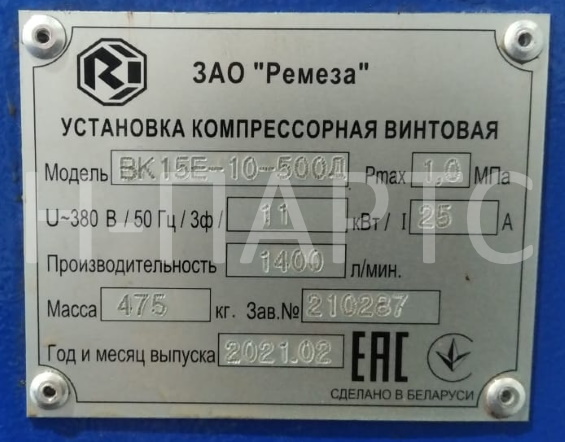 ЗАО "Ремеза"
УСТАНОВКА КОМПРЕССОРНАЯ ВИНТОВАЯ
Модель ВК15Е-10-500Д Pmax 1,0 МПа
U~380 В / 50 Гц / 3ф / 11 кВт / I 25 А
Н-ПАРТС
Производительность 1400 л/мин.
Масса 475 кг. Зав.№ 210287
Год и месяц выпуска 2021.02 ЕАС
СДЕЛАНО В БЕЛАРУСИ